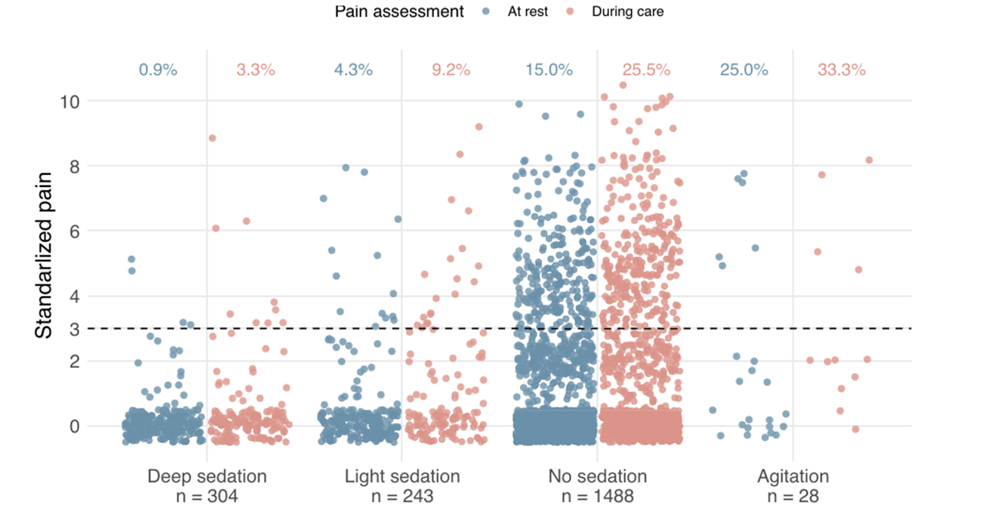 Pain assessment At rest During care
0.9% 3.3% 4.3% 9.2% 15.0% 25.5% 25.0% 33.3%
10
8
6
4
3
2
0
Standarlized pain
Deep sedation Light sedation No sedation Agitation
n = 304 n = 243 n = 1488 n = 28